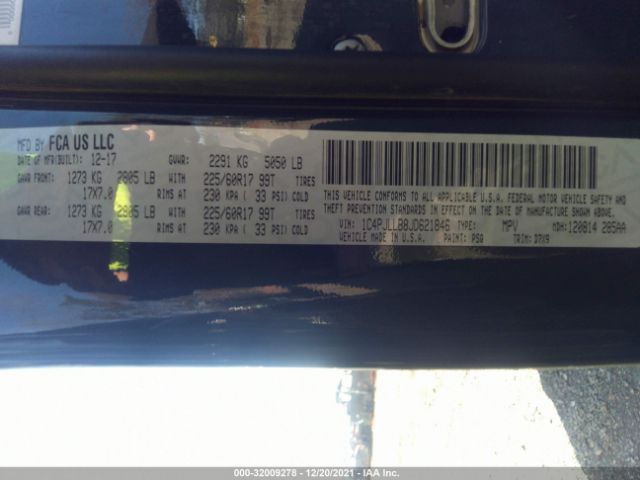 MFD BY FCA US LLC
DATE OF MFR(BUILT): 12-17 GVWR: 2291 KG 5050 LB
GAWR FRONT: 1273 KG 2805 LB WITH 225/60R17 99T TIRES
17X7.0 RIMS AT 230 KPA ( 33 PSI) COLD
GAWR REAR: 1273 KG 2805 LB WITH 225/60R17 99T TIRES
17X7.0 RIMS AT 230 KPA ( 33 PSI) COLD
THIS VEHICLE CONFORMS TO ALL APPLICABLE U.S.A. FEDERAL MOTOR VEHICLE SAFETY,
BUMPER AND THEFT PREVENTION STANDARDS IN EFFECT ON THE DATE OF MANUFACTURE SHOWN ABOVE.
VIN: 1C4PJLLB8JD621846 TYPE: MPV MDH: 120814 285AA
VEHICLE MADE IN U.S.A. PAINT: PSQ TRIM: D7X9
000-32009278 - 12/20/2021 - IAA Inc.